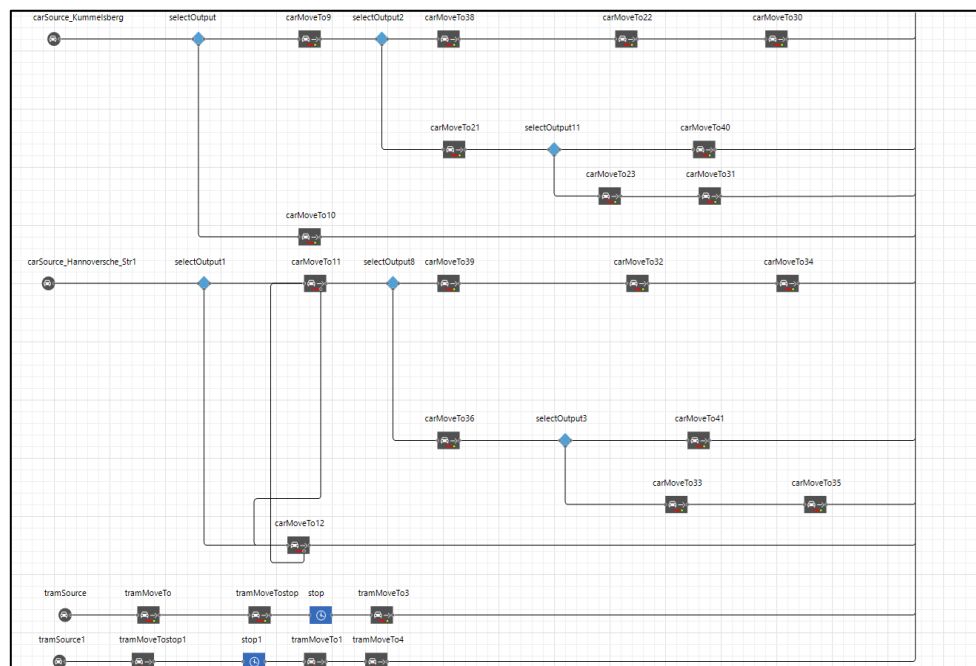 carSource_Kummelsberg selectOutput carMoveTo9 selectOutput2 carMoveTo38 carMoveTo22 carMoveTo30
carMoveTo21 selectOutput11 carMoveTo40
carMoveTo23 carMoveTo31
carMoveTo10
carSource_Hannoversche_Str1 selectOutput1 carMoveTo11 selectOutput8 carMoveTo39 carMoveTo32 carMoveTo34
carMoveTo36 selectOutput3 carMoveTo41
carMoveTo33 carMoveTo35
carMoveTo12
tramSource tramMoveTo tramMoveTostop stop tramMoveTo3
tramSource1 tramMoveTostop1 stop1 tramMoveTo1 tramMoveTo4